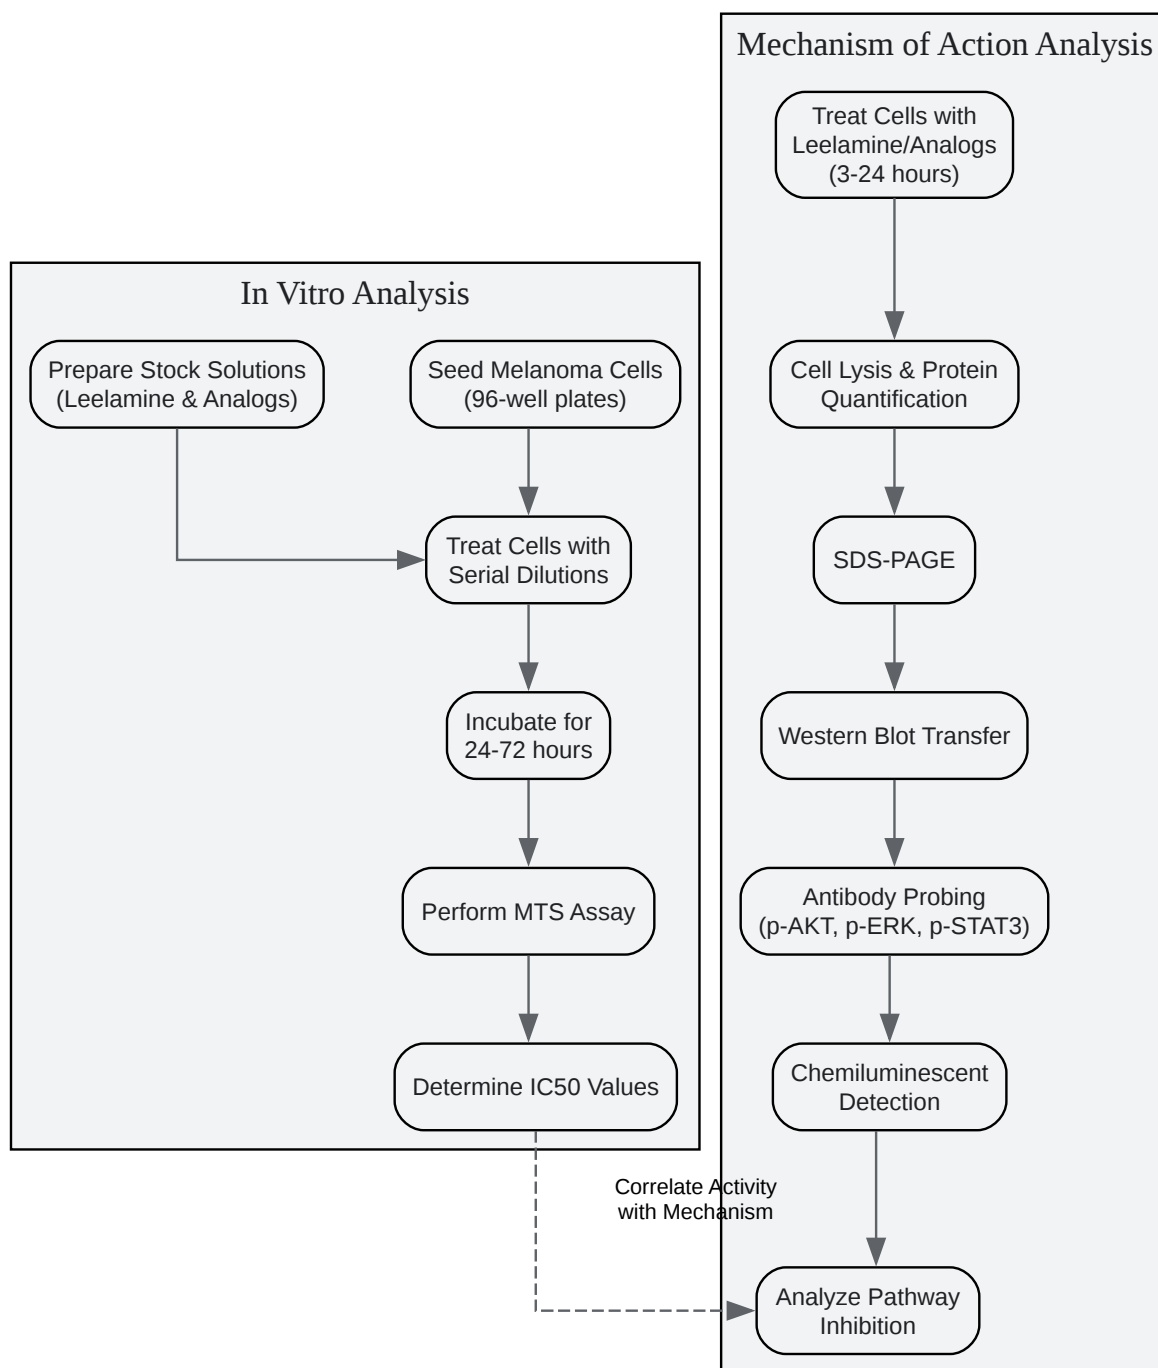 Mechanism of Action Analysis
Treat Cells with
Leelamine/Analogs
(3-24 hours)
In Vitro Analysis
Prepare Stock Solutions
(Leelamine & Analogs)
Seed Melanoma Cells
(96-well plates)
Cell Lysis & Protein
Quantification
Treat Cells with
Serial Dilutions
SDS-PAGE
Incubate for
24-72 hours
Western Blot Transfer
Perform MTS Assay
Antibody Probing
(p-AKT, p-ERK, p-STAT3)
Determine IC50 Values
Chemiluminescent
Detection
Correlate Activity
with Mechanism
Analyze Pathway
Inhibition